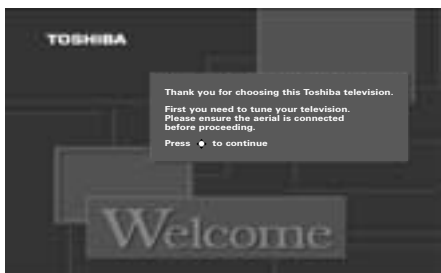 TOSHIBA
Thank you for choosing this Toshiba television.
First you need to tune your television.
Please ensure the aerial is connected
before proceeding.
Press to continue
Welcome